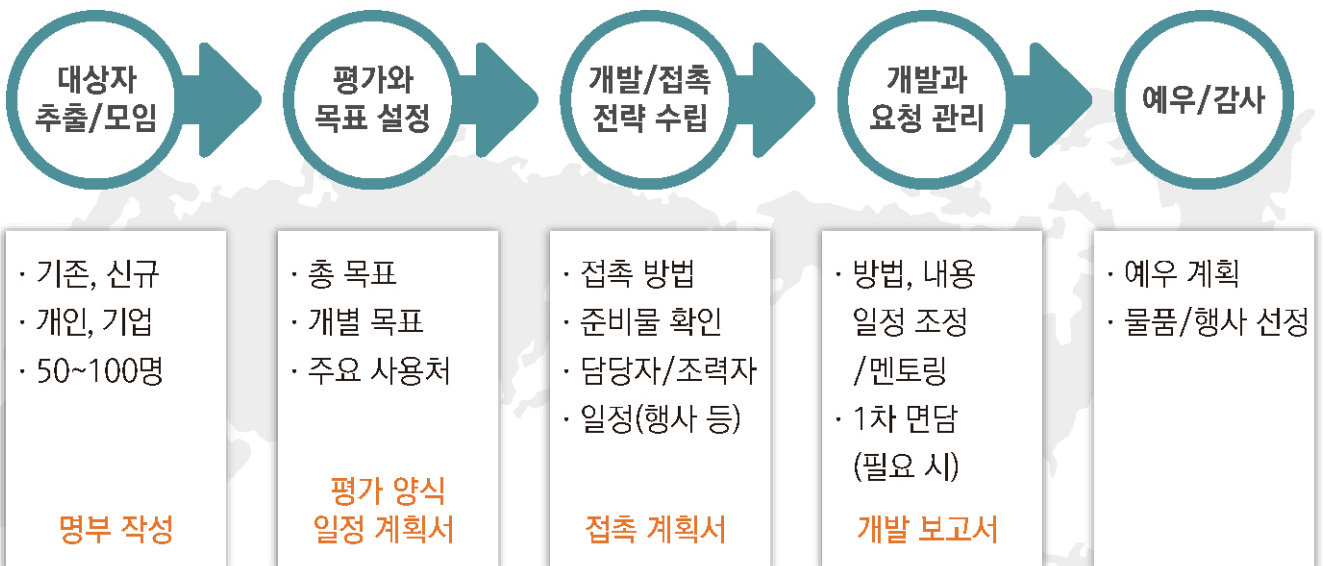 대상자
추출/모임
평가와
목표 설정
개발/접촉
전략 수립
개발과
요청 관리
예우/감사
· 기존, 신규
· 개인, 기업
· 50~100명
명부 작성
· 총 목표
· 개별 목표
· 주요 사용처
평가 양식
일정 계획서
· 접촉 방법
· 준비물 확인
· 담당자/조력자
· 일정(행사 등)
접촉 계획서
· 방법, 내용
일정 조정
/멘토링
· 1차 면담
(필요 시)
개발 보고서
· 예우 계획
· 물품/행사 선정